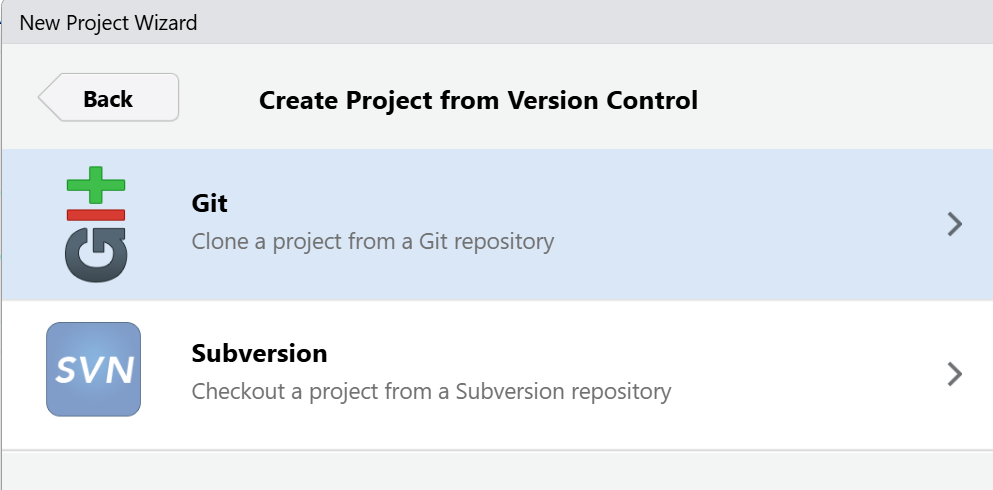 New Project Wizard
Back
Create Project from Version Control
Git
Clone a project from a Git repository
SVN
Subversion
Checkout a project from a Subversion repository